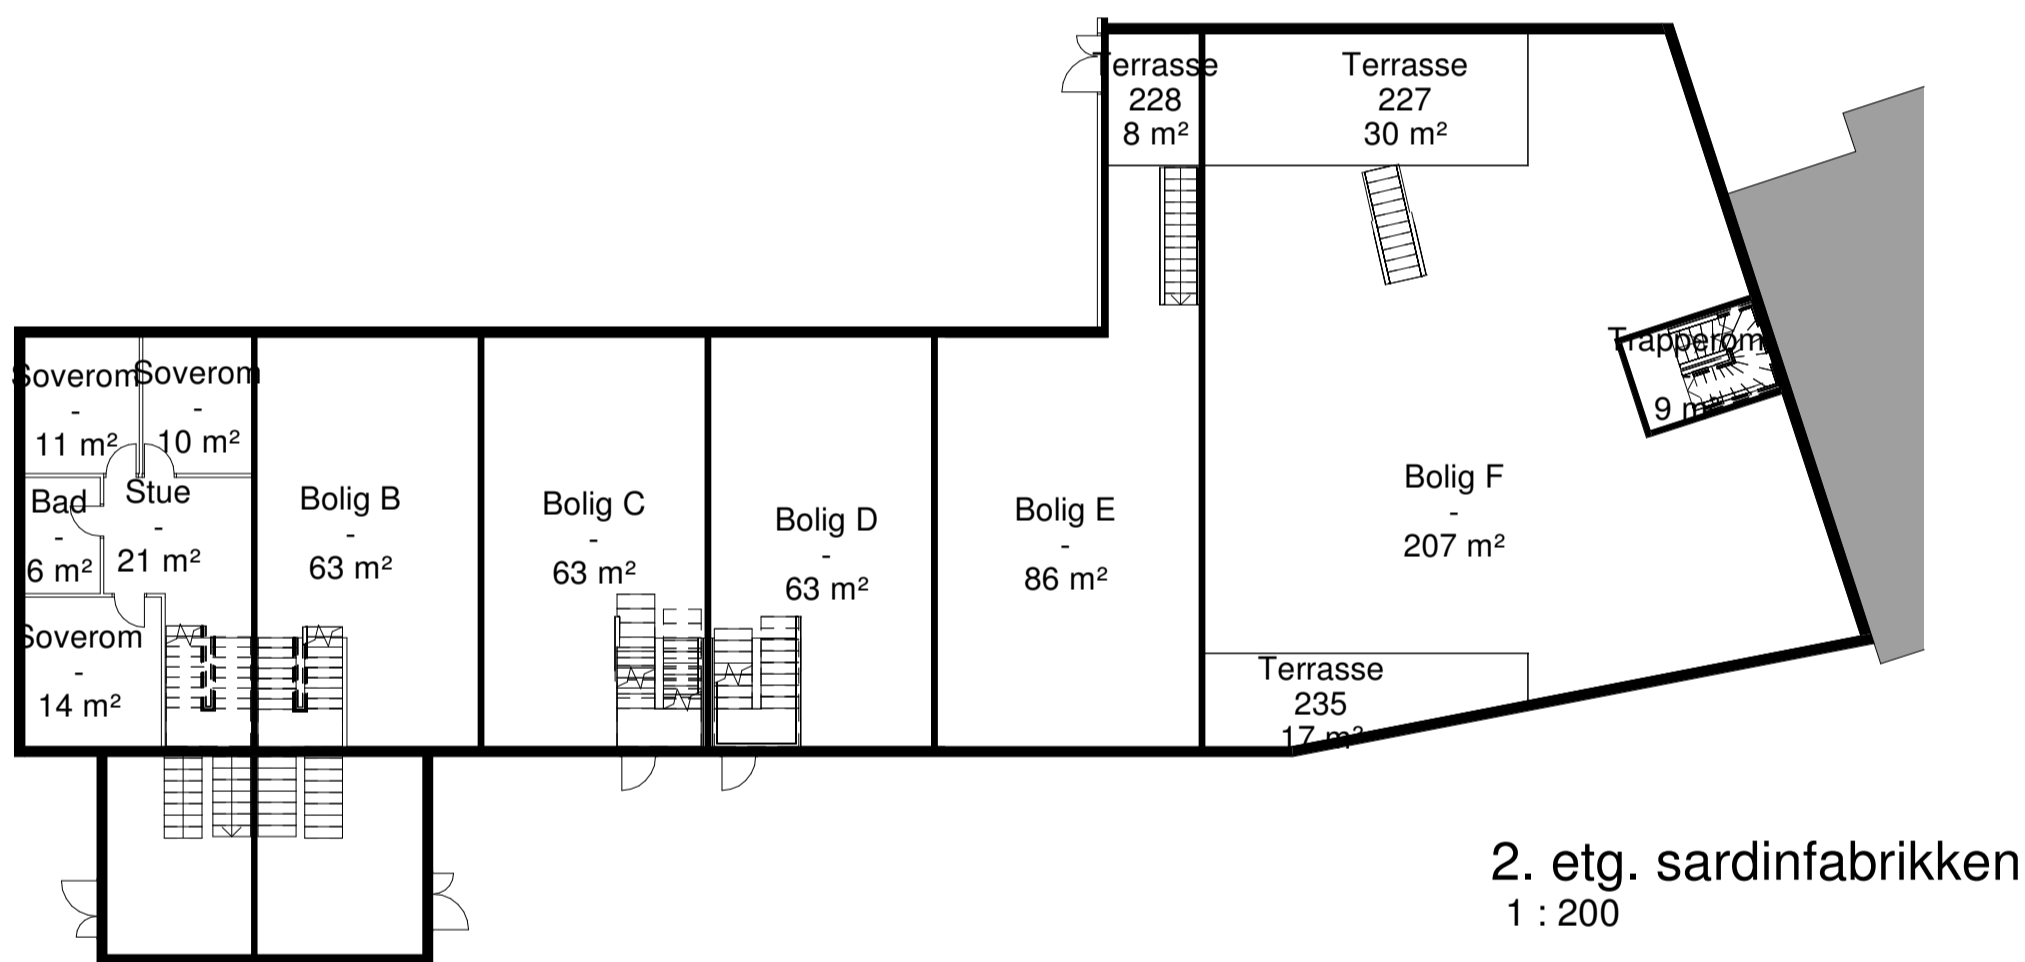 Terrasse
228
8 m²
Terrasse
227
30 m²
Trapperom
9 m²
Soverom
-
11 m²
Soverom
-
10 m²
Bad
-
6 m²
Stue
-
21 m²
Soverom
-
14 m²
Bolig B
-
63 m²
Bolig C
-
63 m²
Bolig D
-
63 m²
Bolig E
-
86 m²
Bolig F
-
207 m²
Terrasse
235
17 m²
2. etg. sardinfabrikken
1 : 200